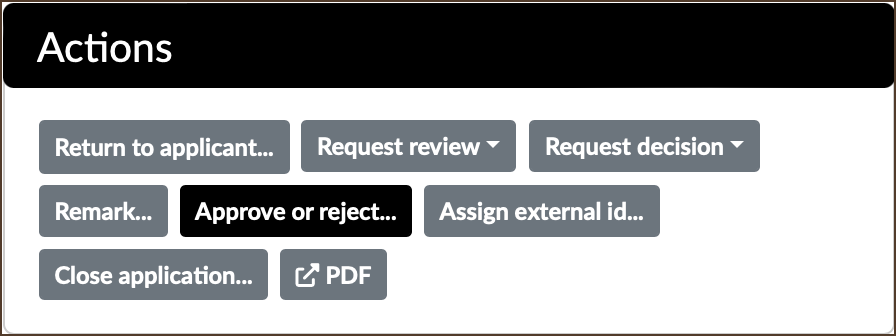 Actions
Return to applicant... Request review Request decision
Remark... Approve or reject... Assign external id...
Close application... PDF